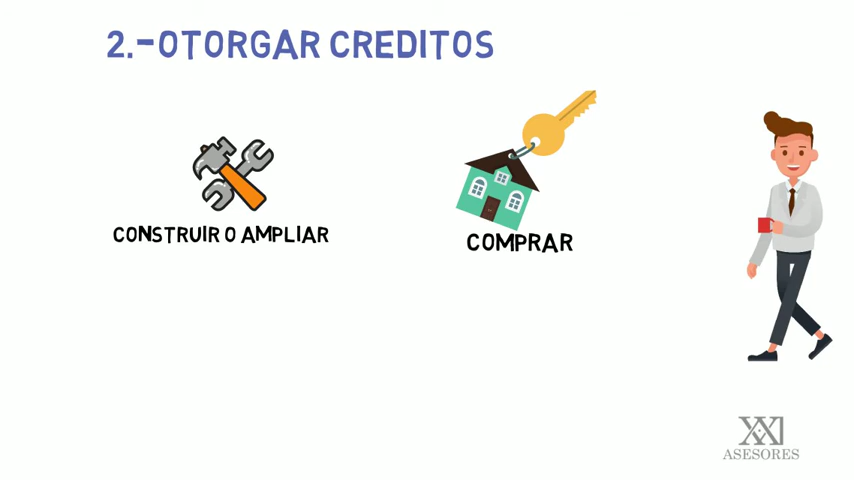 2.-OTORGAR CREDITOS
CONSTRUIR O AMPLIAR
COMPRAR
XXI
ASESORES